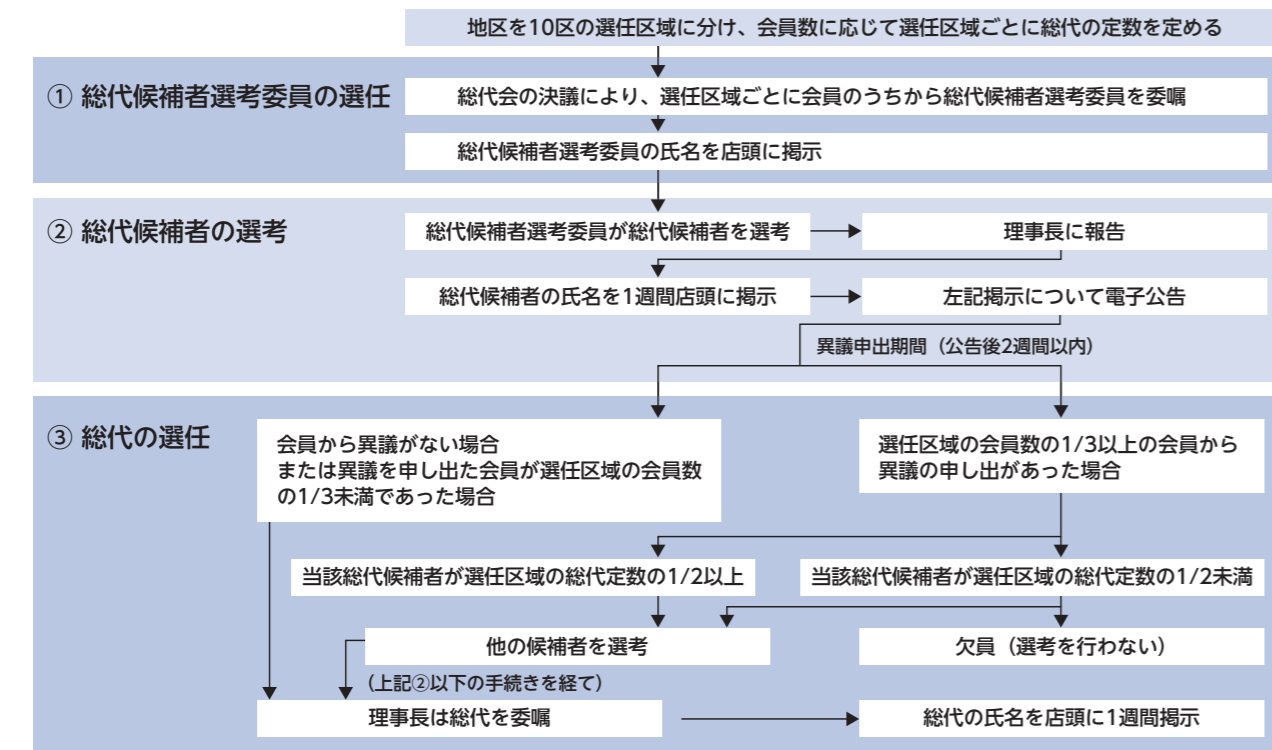 地区を10区の選任区域に分け、会員数に応じて選任区域ごとに総代の定数を定める
① 総代候補者選考委員の選任
総代会の決議により、選任区域ごとに会員のうちから総代候補者選考委員を委嘱
総代候補者選考委員の氏名を店頭に掲示
② 総代候補者の選考
総代候補者選考委員が総代候補者を選考
理事長に報告
総代候補者の氏名を1週間店頭に掲示
左記掲示について電子公告
異議申出期間（公告後2週間以内）
③ 総代の選任
会員から異議がない場合
または異議を申し出た会員が選任区域の会員数
の1/3未満であった場合
選任区域の会員数の1/3以上の会員から
異議の申し出があった場合
当該総代候補者が選任区域の総代定数の1/2以上
当該総代候補者が選任区域の総代定数の1/2未満
他の候補者を選考
欠員（選考を行わない）
（上記②以下の手続きを経て）
理事長は総代を委嘱
総代の氏名を店頭に1週間掲示